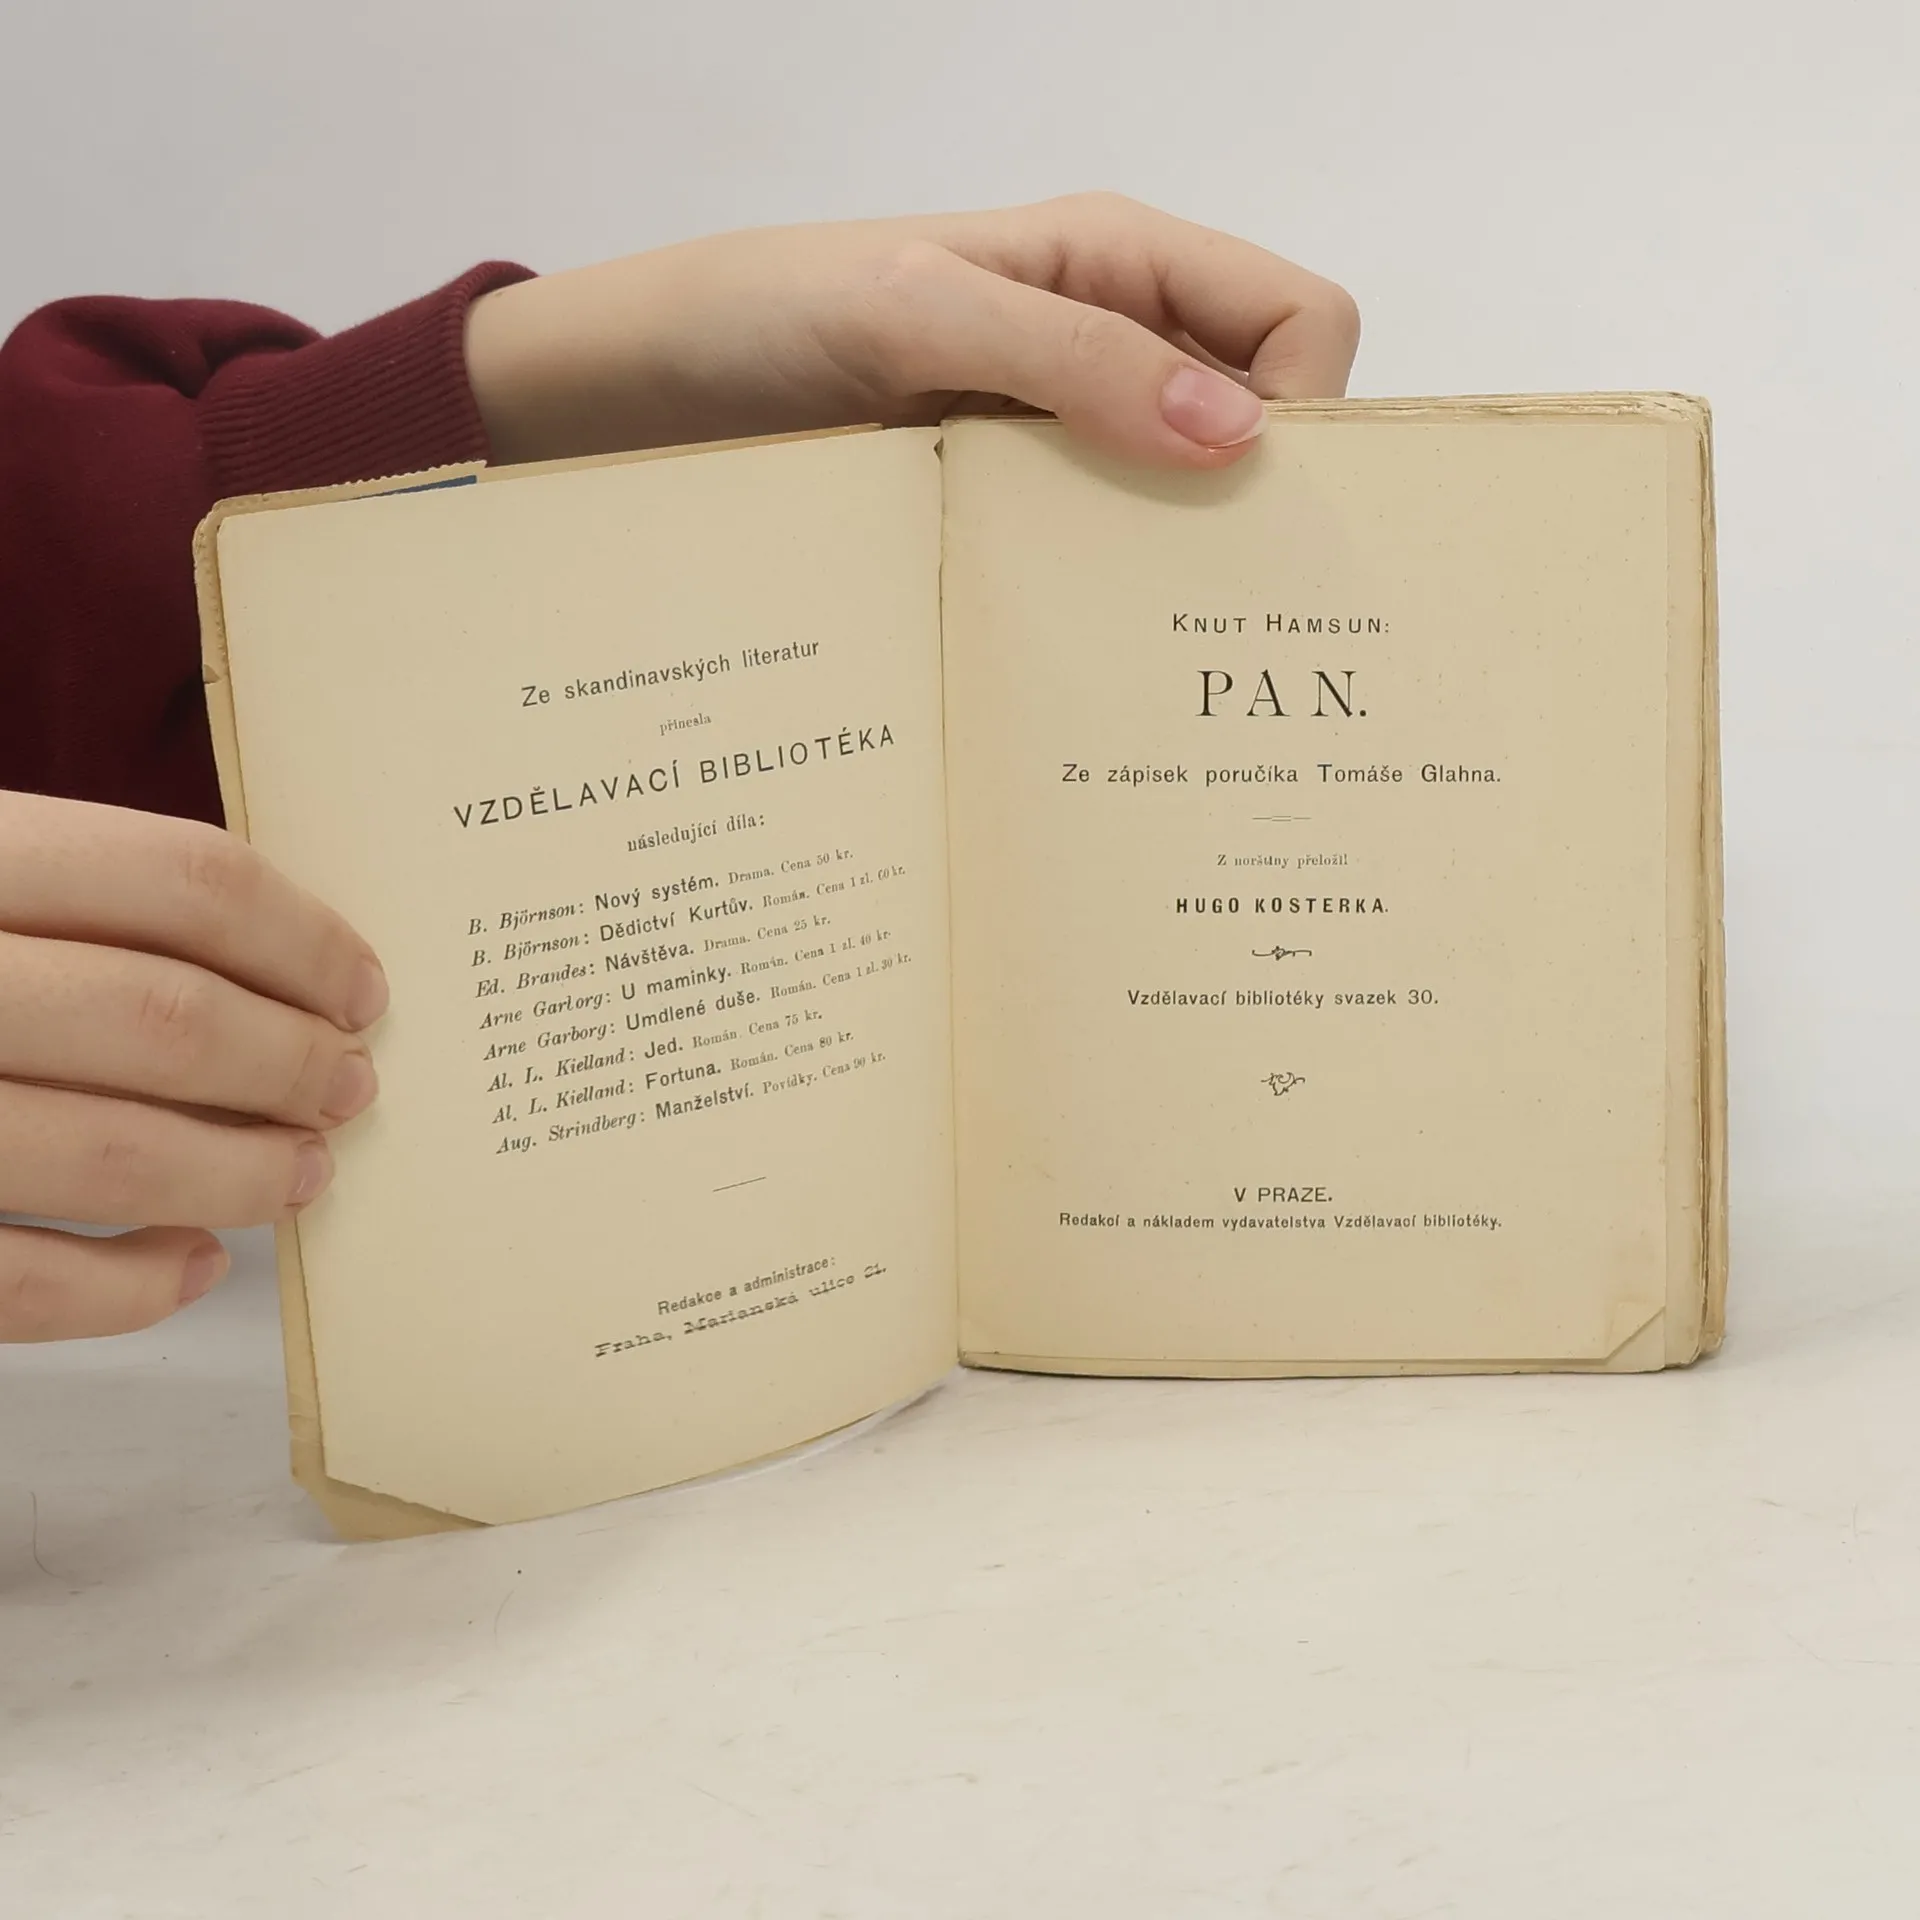 Ze skandinavských literatur
přinesla
VZDĚLAVACÍ BIBLIOTÉKA
následující díla:
B. Björnson: Nový systém. Drama. Cena 50 kr.
B. Björnson: Dědictví Kurtův. Román. Cena 1 zl. 60 kr.
Ed. Brandes: Návštěva. Drama. Cena 25 kr.
Arne Garborg: U maminky. Román. Cena 1 zl. 40 kr.
Arne Garborg: Umdlené duše. Román. Cena 1 zl. 30 kr.
Al. L. Kielland: Jed. Román. Cena 75 kr.
Al. L. Kielland: Fortuna. Román. Cena 80 kr.
Aug. Strindberg: Manželství. Povídky. Cena 90 kr.
Redakce a administrace:
Praha, Marianská ulice 21.
KNUT HAMSUN:
PAN.
Ze zápisek poručíka Tomáše Glahna.
Z norštiny přeložil
HUGO KOSTERKA.
Vzdělavací bibliotéky svazek 30.
V PRAZE.
Redakcí a nákladem vydavatelstva Vzdělavací bibliotéky.